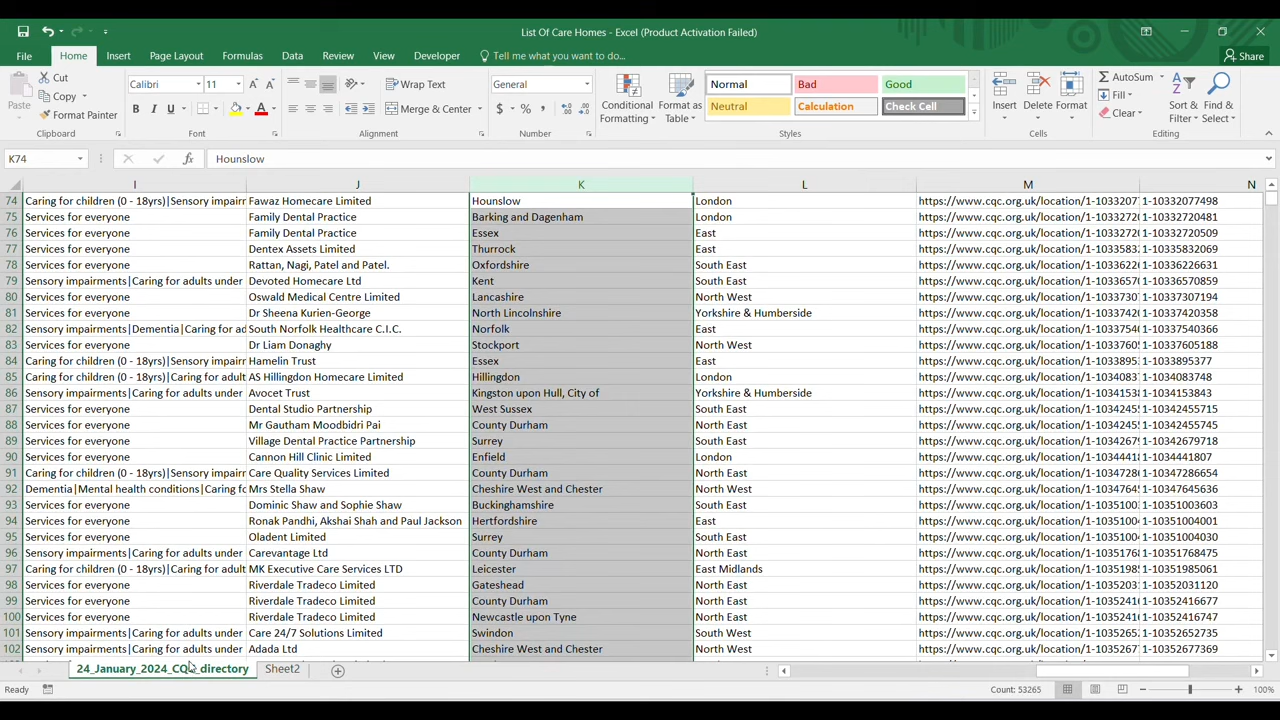 List Of Care Homes - Excel (Product Activation Failed)
File Home Insert Page Layout Formulas Data Review View Developer Tell me what you want to do... Share
Paste Cut Copy Format Painter Clipboard
Calibri 11 A A B I U A Font
Wrap Text Merge & Center Alignment
General $ % , Number
Conditional Formatting Format as Table Normal Bad Good Neutral Calculation Check Cell Styles
Insert Delete Format Cells
AutoSum Fill Clear Sort & Filter Find & Select Editing
K74 fx Hounslow
I J K L M N
74 Caring for children (0 - 18yrs)|Sensory impairr Fawaz Homecare Limited Hounslow London https://www.cqc.org.uk/location/1-1033207 1-10332077498
75 Services for everyone Family Dental Practice Barking and Dagenham London https://www.cqc.org.uk/location/1-1033272 1-10332720481
76 Services for everyone Family Dental Practice Essex East https://www.cqc.org.uk/location/1-1033272 1-10332720509
77 Services for everyone Dentex Assets Limited Thurrock East https://www.cqc.org.uk/location/1-1033583 1-10335832069
78 Services for everyone Rattan, Nagi, Patel and Patel. Oxfordshire South East https://www.cqc.org.uk/location/1-1033622 1-10336226631
79 Sensory impairments|Caring for adults under Devoted Homecare Ltd Kent South East https://www.cqc.org.uk/location/1-1033657 1-10336570859
80 Services for everyone Oswald Medical Centre Limited Lancashire North West https://www.cqc.org.uk/location/1-1033730 1-10337307194
81 Services for everyone Dr Sheena Kurien-George North Lincolnshire Yorkshire & Humberside https://www.cqc.org.uk/location/1-1033742 1-10337420358
82 Sensory impairments|Dementia|Caring for ad South Norfolk Healthcare C.I.C. Norfolk East https://www.cqc.org.uk/location/1-1033754 1-10337540366
83 Services for everyone Dr Liam Donaghy Stockport North West https://www.cqc.org.uk/location/1-1033760 1-10337605188
84 Caring for children (0 - 18yrs)|Sensory impairr Hamelin Trust Essex East https://www.cqc.org.uk/location/1-1033895 1-1033895377
85 Caring for children (0 - 18yrs)|Caring for adult AS Hillingdon Homecare Limited Hillingdon London https://www.cqc.org.uk/location/1-1034083 1-1034083748
86 Sensory impairments|Caring for adults under Avocet Trust Kingston upon Hull, City of Yorkshire & Humberside https://www.cqc.org.uk/location/1-1034153 1-1034153843
87 Services for everyone Dental Studio Partnership West Sussex South East https://www.cqc.org.uk/location/1-1034245 1-10342455715
88 Services for everyone Mr Gautham Moodbidri Pai County Durham North East https://www.cqc.org.uk/location/1-1034245 1-10342455745
89 Services for everyone Village Dental Practice Partnership Surrey South East https://www.cqc.org.uk/location/1-1034267 1-10342679718
90 Services for everyone Cannon Hill Clinic Limited Enfield London https://www.cqc.org.uk/location/1-1034441 1-1034441807
91 Caring for children (0 - 18yrs)|Sensory impairr Care Quality Services Limited County Durham North East https://www.cqc.org.uk/location/1-1034728 1-10347286654
92 Dementia|Mental health conditions|Caring fo Mrs Stella Shaw Cheshire West and Chester North West https://www.cqc.org.uk/location/1-1034764 1-10347645636
93 Services for everyone Dominic Shaw and Sophie Shaw Buckinghamshire South East https://www.cqc.org.uk/location/1-1035100 1-10351003603
94 Services for everyone Ronak Pandhi, Akshai Shah and Paul Jackson Hertfordshire East https://www.cqc.org.uk/location/1-1035100 1-10351004001
95 Services for everyone Oladent Limited Surrey South East https://www.cqc.org.uk/location/1-1035100 1-10351004030
96 Sensory impairments|Caring for adults under Carevantage Ltd County Durham North East https://www.cqc.org.uk/location/1-1035176 1-10351768475
97 Caring for children (0 - 18yrs)|Caring for adult MK Executive Care Services LTD Leicester East Midlands https://www.cqc.org.uk/location/1-1035198 1-10351985061
98 Services for everyone Riverdale Tradeco Limited Gateshead North East https://www.cqc.org.uk/location/1-1035203 1-10352031120
99 Services for everyone Riverdale Tradeco Limited County Durham North East https://www.cqc.org.uk/location/1-1035241 1-10352416677
100 Services for everyone Riverdale Tradeco Limited Newcastle upon Tyne North East https://www.cqc.org.uk/location/1-1035241 1-10352416747
101 Sensory impairments|Caring for adults under Care 24/7 Solutions Limited Swindon South West https://www.cqc.org.uk/location/1-1035265 1-10352652735
102 Sensory impairments|Caring for adults under Adada Ltd Cheshire West and Chester North West https://www.cqc.org.uk/location/1-1035267 1-10352677369
24_January_2024_CQC_directory Sheet2
Ready Count: 53265 100%